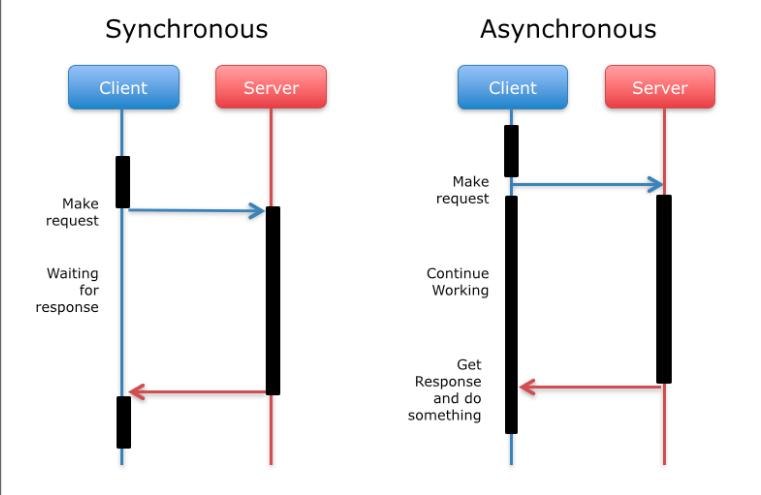 Synchronous
Client
Server
Make
request
Waiting
for
response
Asynchronous
Client
Server
Make
request
Continue
Working
Get
Response
and do
something